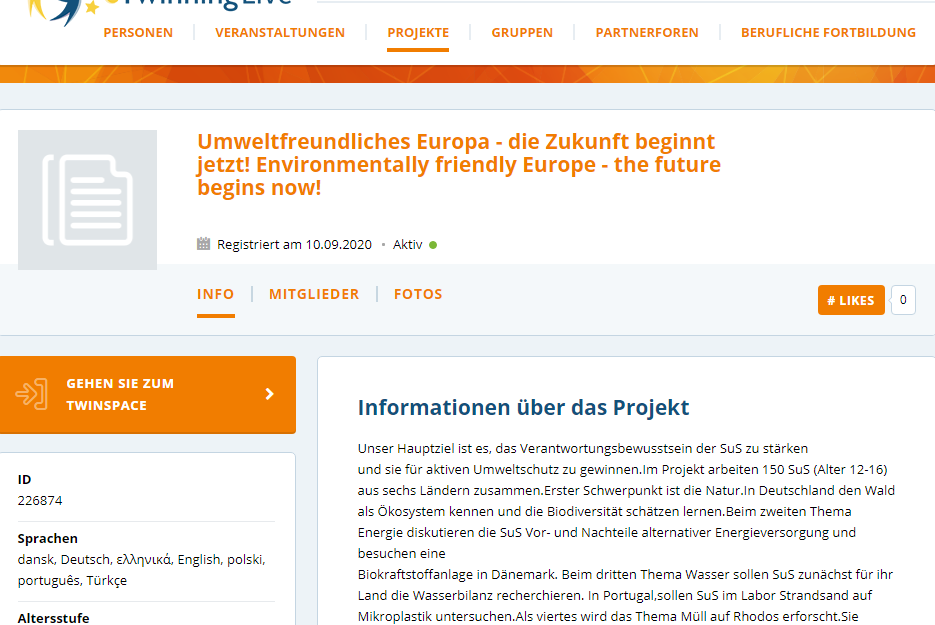 eTwinning Live
PERSONEN
VERANSTALTUNGEN
PROJEKTE
GRUPPEN
PARTNERFOREN
BERUFLICHE FORTBILDUNG
Umweltfreundliches Europa - die Zukunft beginnt
jetzt! Environmentally friendly Europe - the future
begins now!
Registriert am 10.09.2020 • Aktiv
INFO
MITGLIEDER
FOTOS
# LIKES
0
GEHEN SIE ZUM
TWINSPACE
ID
226874
Sprachen
dansk, Deutsch, ελληνικά, English, polski,
português, Türkçe
Altersstufe
Informationen über das Projekt
Unser Hauptziel ist es, das Verantwortungsbewusstsein der SuS zu stärken
und sie für aktiven Umweltschutz zu gewinnen.Im Projekt arbeiten 150 SuS (Alter 12-16)
aus sechs Ländern zusammen.Erster Schwerpunkt ist die Natur.In Deutschland den Wald
als Ökosystem kennen und die Biodiversität schätzen lernen.Beim zweiten Thema
Energie diskutieren die SuS Vor- und Nachteile alternativer Energieversorgung und
besuchen eine
Biokraftstoffanlage in Dänemark. Beim dritten Thema Wasser sollen SuS zunächst für ihr
Land die Wasserbilanz recherchieren. In Portugal,sollen SuS im Labor Strandsand auf
Mikroplastik untersuchen.Als viertes wird das Thema Müll auf Rhodos erforscht.Sie